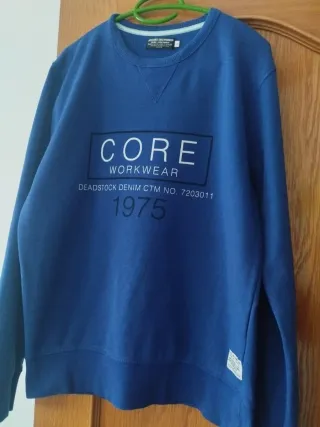 CORE
WORKWEAR
DEADSTOCK DENIM CTM NO. 7203011
1975